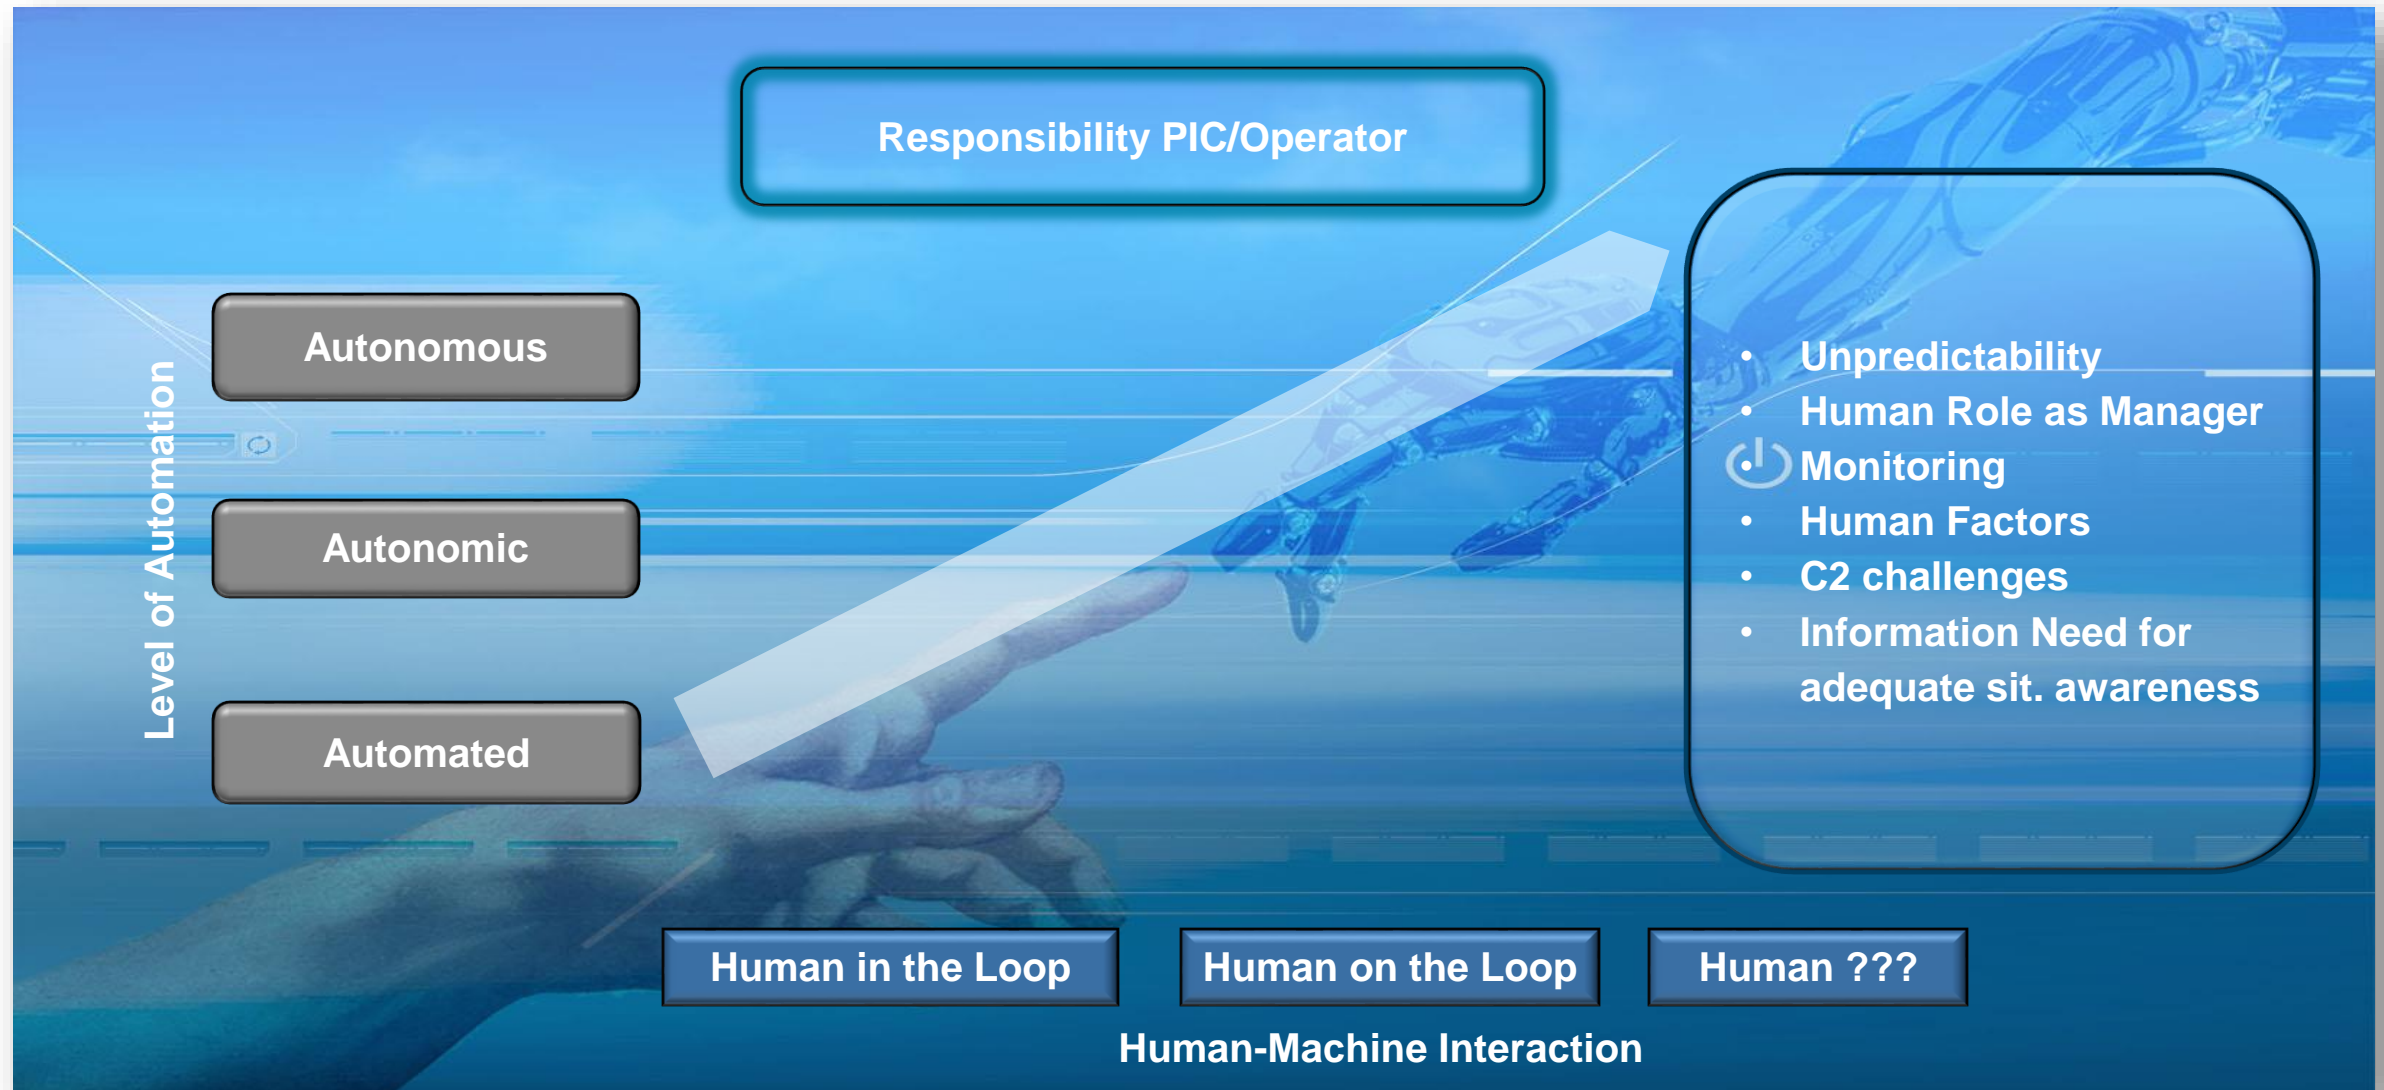 Responsibility PIC/Operator
Level of Automation
Autonomous
Autonomic
Automated
• Unpredictability
• Human Role as Manager
• Monitoring
• Human Factors
• C2 challenges
• Information Need for
adequate sit. awareness
Human in the Loop
Human on the Loop
Human ???
Human-Machine Interaction